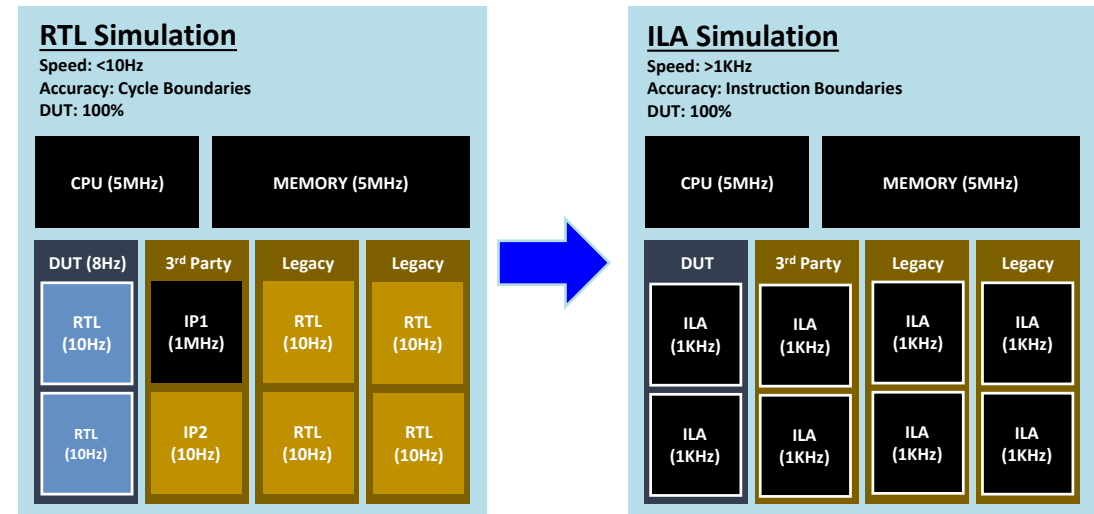 RTL Simulation
Speed: <10Hz
Accuracy: Cycle Boundaries
DUT: 100%
CPU (5MHz)
MEMORY (5MHz)
DUT (8Hz)
RTL
(10Hz)
RTL
(10Hz)
3rd Party
IP1
(1MHz)
IP2
(10Hz)
Legacy
RTL
(10Hz)
RTL
(10Hz)
Legacy
RTL
(10Hz)
RTL
(10Hz)
ILA Simulation
Speed: >1KHz
Accuracy: Instruction Boundaries
DUT: 100%
CPU (5MHz)
MEMORY (5MHz)
DUT
ILA
(1KHz)
ILA
(1KHz)
3rd Party
ILA
(1KHz)
ILA
(1KHz)
Legacy
ILA
(1KHz)
ILA
(1KHz)
Legacy
ILA
(1KHz)
ILA
(1KHz)